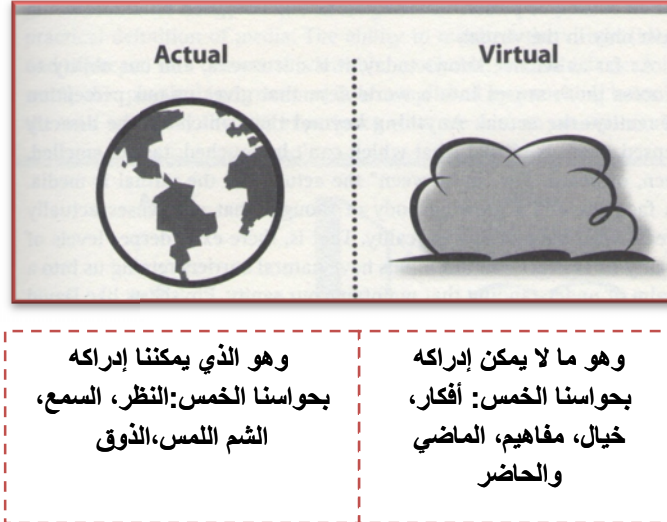 Actual
Virtual
وهو الذي يمكننا إدراكه
بحواسنا الخمس:النظر، السمع،
الشم اللمس،الذوق
وهو ما لا يمكن إدراكه
بحواسنا الخمس: أفكار،
خيال، مفاهيم، الماضي
والحاضر